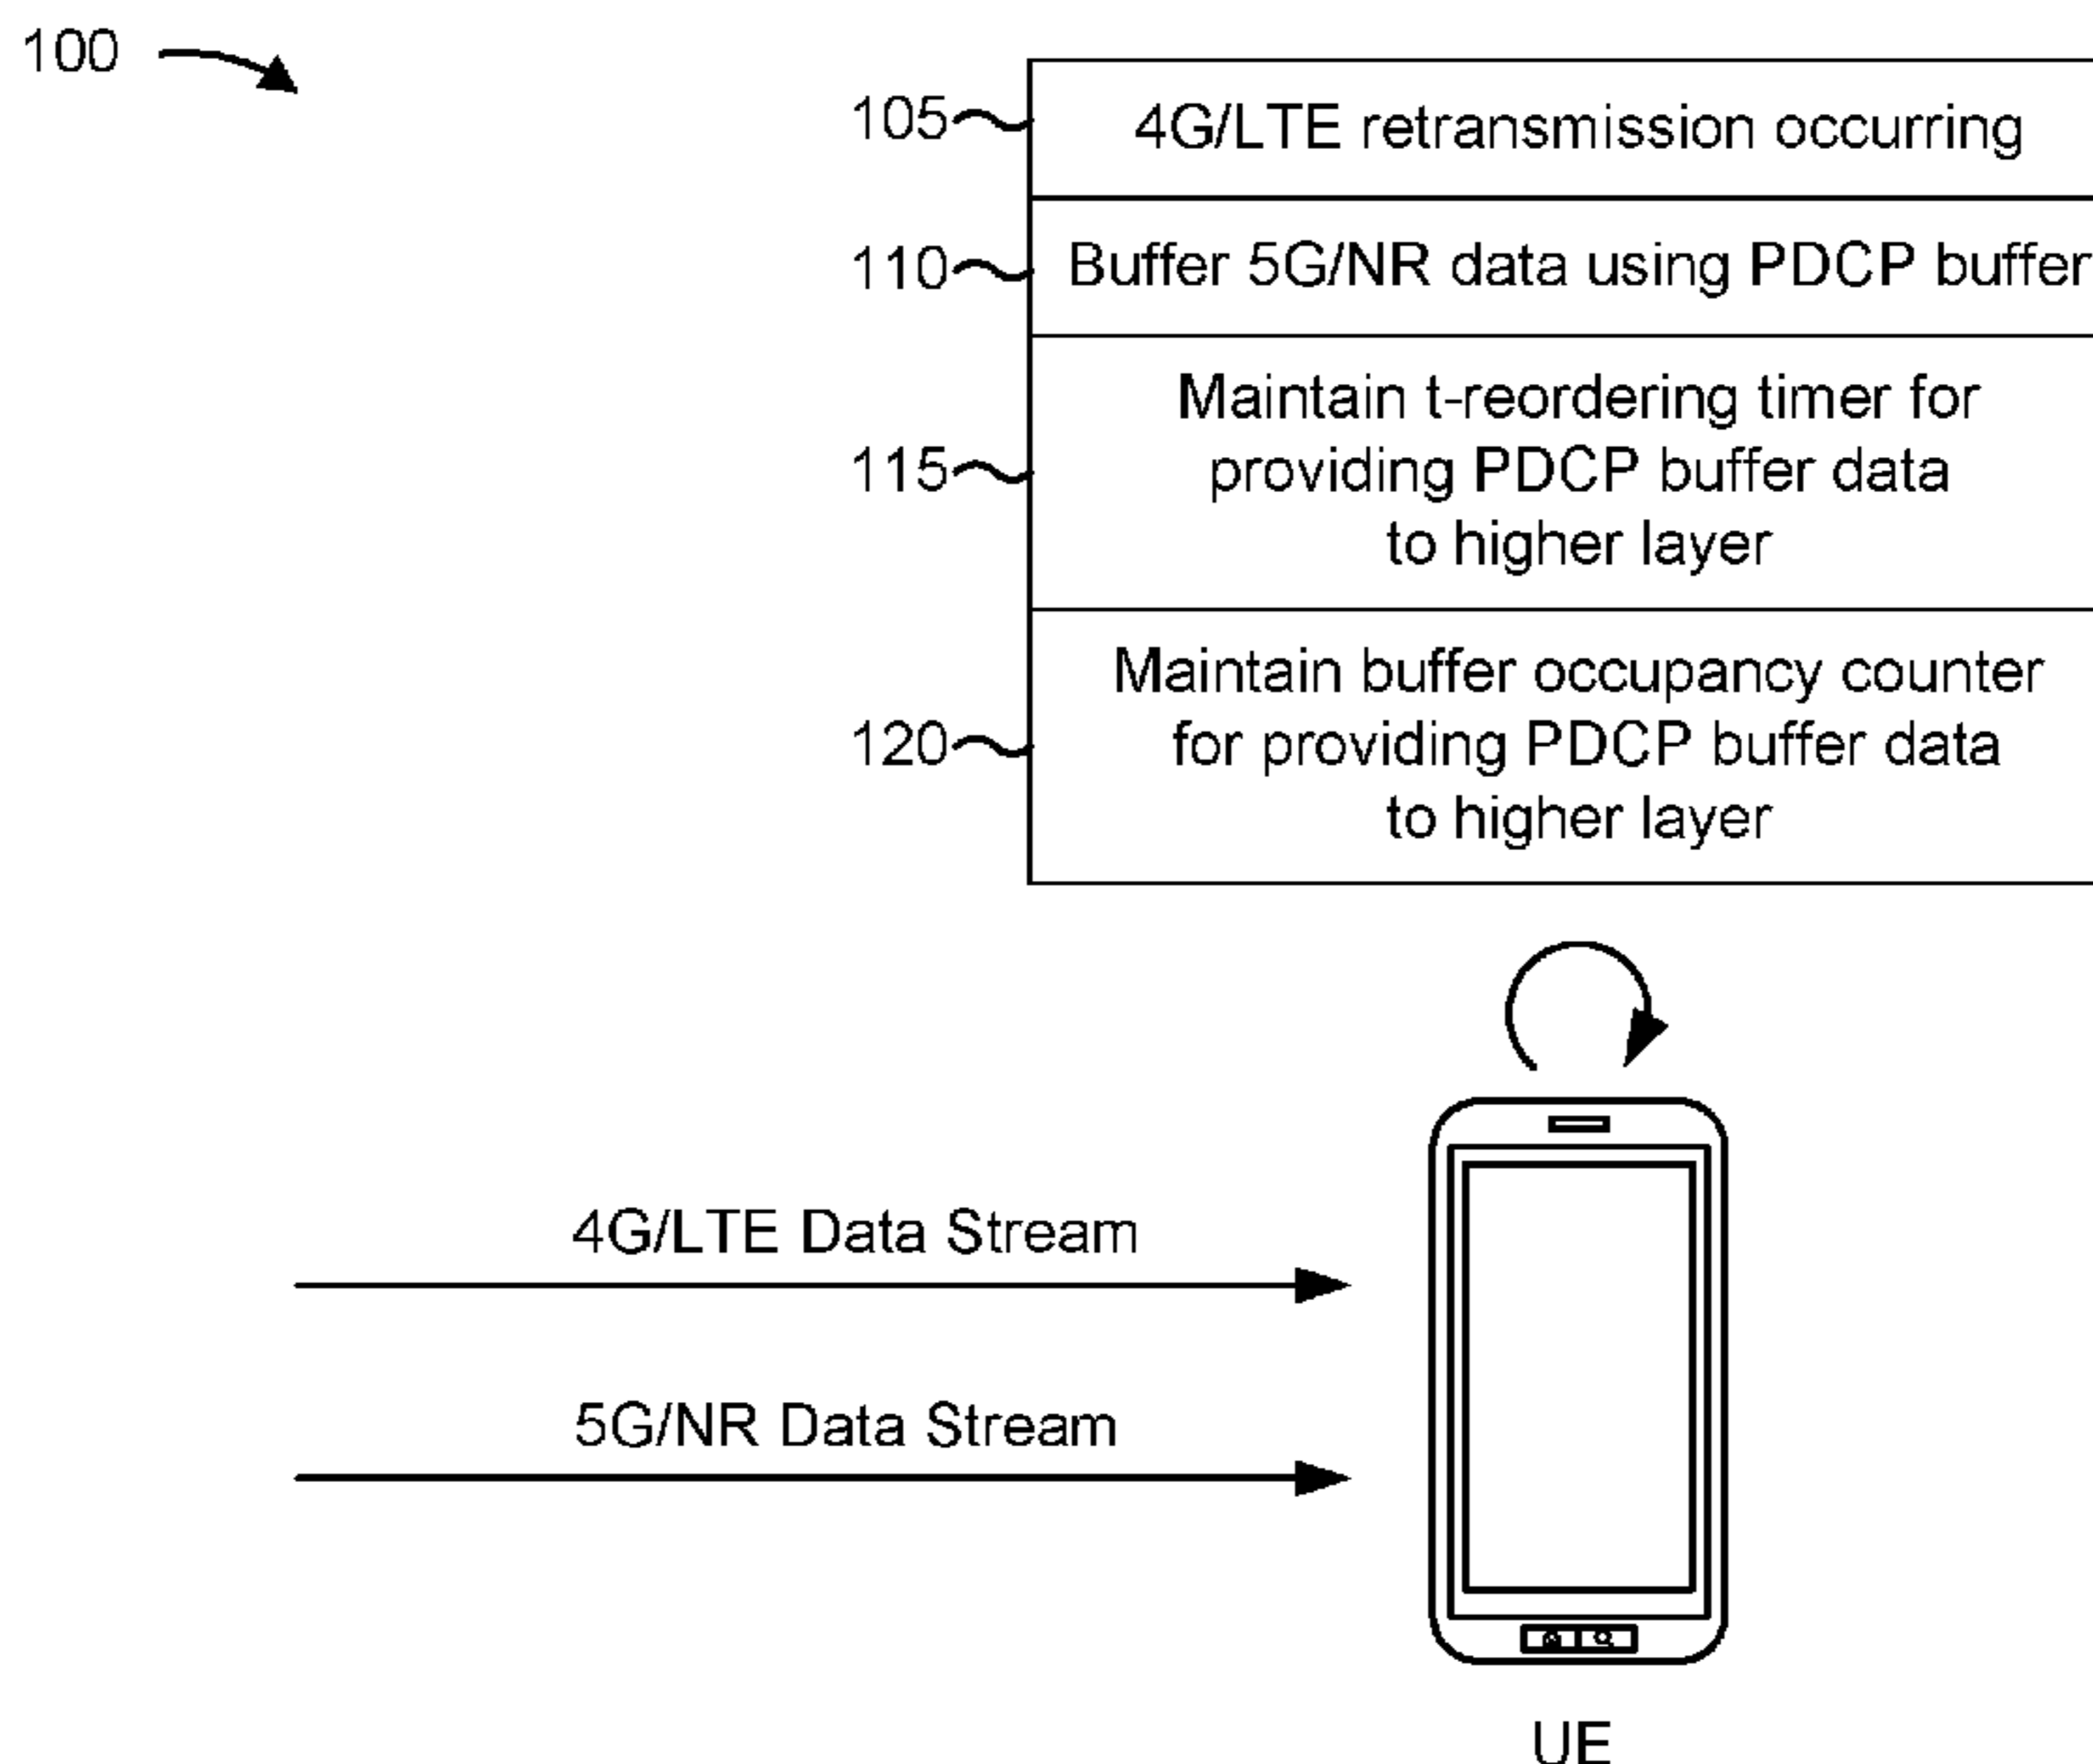 100
105
4G/LTE retransmission occurring
110
Buffer 5G/NR data using PDCP buffer
115
Maintain t-reordering timer for
providing PDCP buffer data
to higher layer
120
Maintain buffer occupancy counter
for providing PDCP buffer data
to higher layer
4G/LTE Data Stream
5G/NR Data Stream
UE